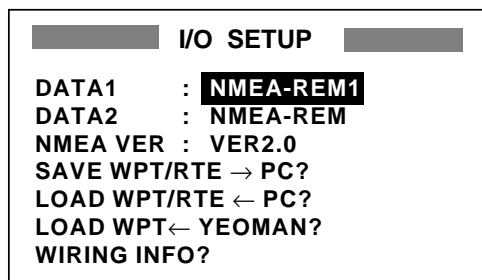 I/O SETUP
DATA1 : NMEA-REM1
DATA2 : NMEA-REM
NMEA VER : VER2.0
SAVE WPT/RTE → PC?
LOAD WPT/RTE ← PC?
LOAD WPT← YEOMAN?
WIRING INFO?